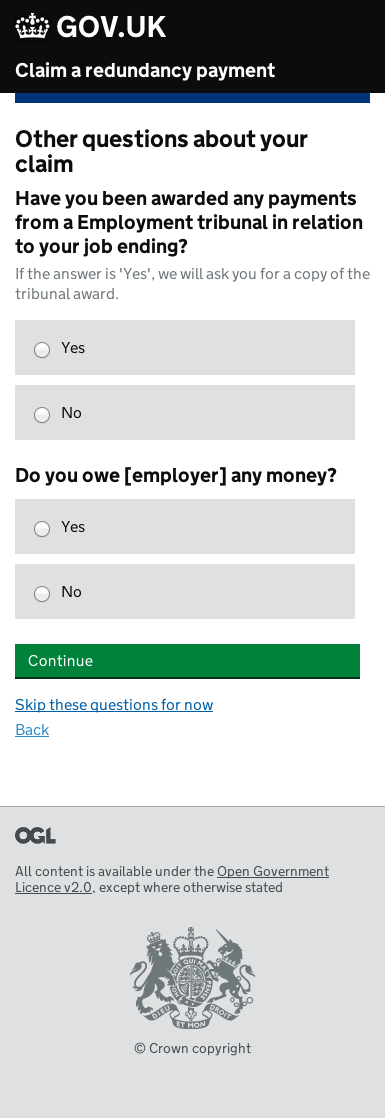 GOV.UK
Claim a redundancy payment
Other questions about your
claim
Have you been awarded any payments
from a Employment tribunal in relation
to your job ending?
If the answer is 'Yes', we will ask you for a copy of the
tribunal award.
Yes
No
Do you owe [employer] any money?
Yes
No
Continue
Skip these questions for now
Back
OGL
All content is available under the Open Government
Licence v2.0, except where otherwise stated
DIEU ET MON DROIT
© Crown copyright